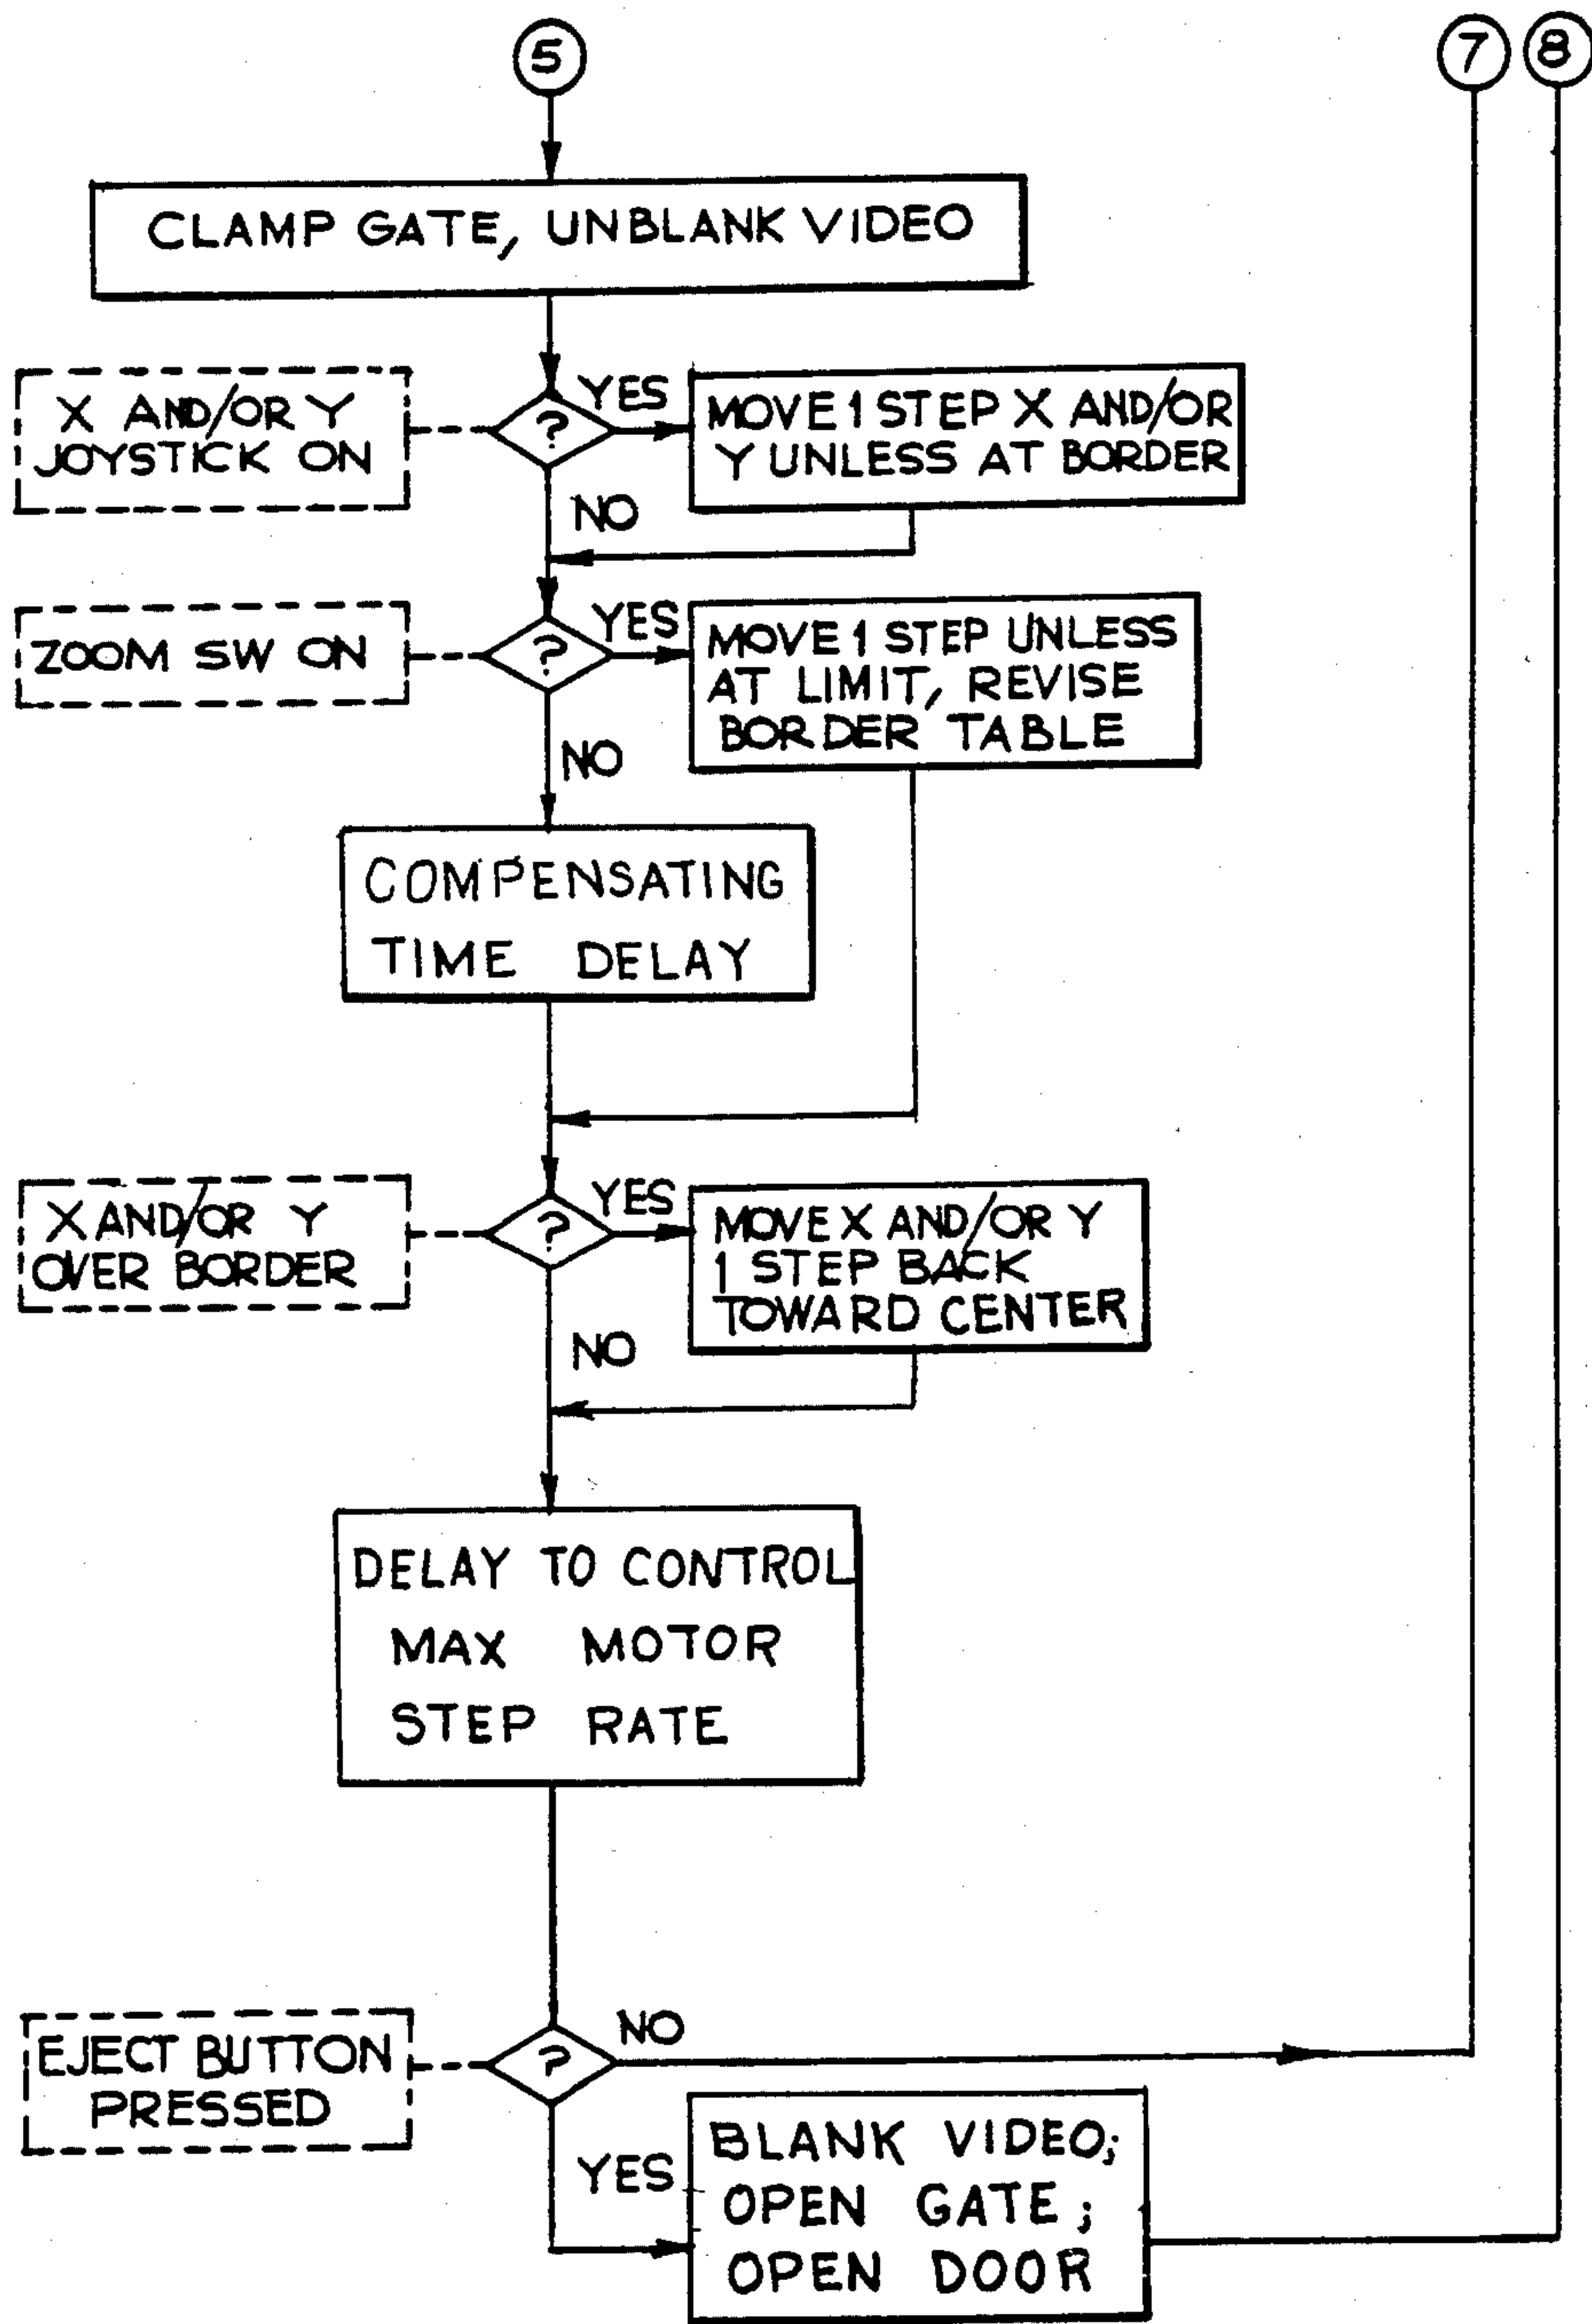 5
7
8
CLAMP GATE, UNBLANK VIDEO
X AND/OR Y
JOYSTICK ON
?
YES
MOVE 1 STEP X AND/OR
Y UNLESS AT BORDER
NO
ZOOM SW ON
?
YES
MOVE 1 STEP UNLESS
AT LIMIT, REVISE
BORDER TABLE
NO
COMPENSATING
TIME DELAY
X AND/OR Y
OVER BORDER
?
YES
MOVE X AND/OR Y
1 STEP BACK
TOWARD CENTER
NO
DELAY TO CONTROL
MAX MOTOR
STEP RATE
EJECT BUTTON
PRESSED
?
NO
YES
BLANK VIDEO;
OPEN GATE;
OPEN DOOR